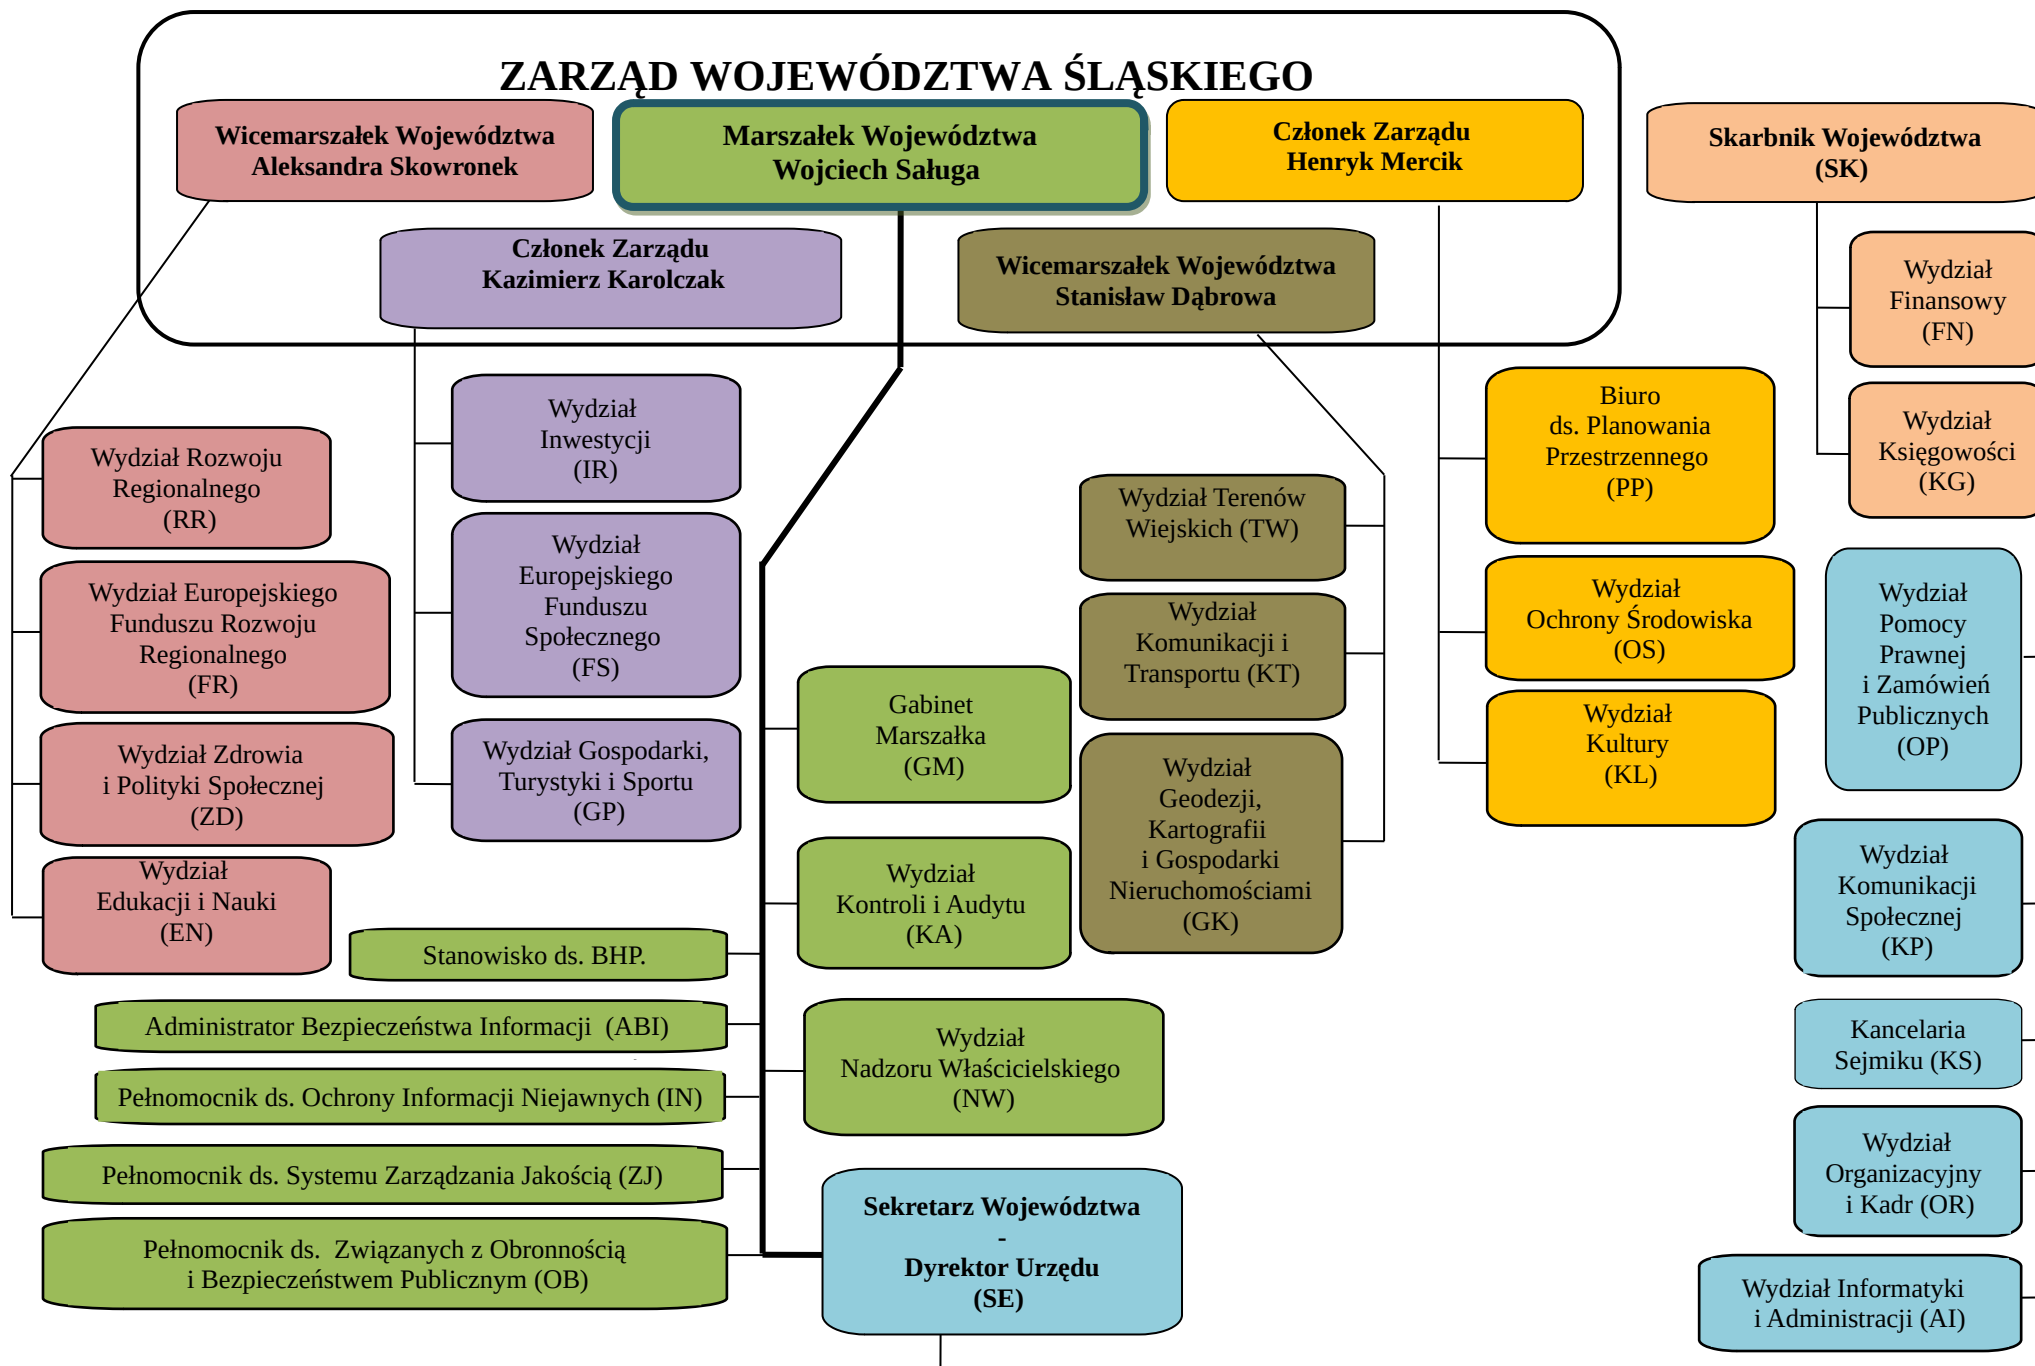 ZARZĄD WOJEWÓDZTWA ŚLĄSKIEGO
Wicemarszałek Województwa
Aleksandra Skowronek
Marszałek Województwa
Wojciech Saługa
Członek Zarządu
Henryk Mercik
Skarbnik Województwa
(SK)
Członek Zarządu
Kazimierz Karolczak
Wicemarszałek Województwa
Stanisław Dąbrowa
Wydział
Finansowy
(FN)
Wydział
Księgowości
(KG)
Wydział Rozwoju
Regionalnego
(RR)
Wydział Europejskiego
Funduszu Rozwoju
Regionalnego
(FR)
Wydział Zdrowia
i Polityki Społecznej
(ZD)
Wydział
Edukacji i Nauki
(EN)
Wydział
Inwestycji
(IR)
Wydział
Europejskiego
Funduszu
Społecznego
(FS)
Wydział Gospodarki,
Turystyki i Sportu
(GP)
Gabinet
Marszałka
(GM)
Wydział
Kontroli i Audytu
(KA)
Wydział
Nadzoru Właścicielskiego
(NW)
Wydział Terenów
Wiejskich (TW)
Wydział
Komunikacji i
Transportu (KT)
Wydział
Geodezji,
Kartografii
i Gospodarki
Nieruchomościami
(GK)
Biuro
ds. Planowania
Przestrzennego
(PP)
Wydział
Ochrony Środowiska
(OS)
Wydział
Kultury
(KL)
Wydział
Pomocy
Prawnej
i Zamówień
Publicznych
(OP)
Wydział
Komunikacji
Społecznej
(KP)
Kancelaria
Sejmiku (KS)
Wydział
Organizacyjny
i Kadr (OR)
Wydział Informatyki
i Administracji (AI)
Stanowisko ds. BHP.
Administrator Bezpieczeństwa Informacji  (ABI)
Pełnomocnik ds. Ochrony Informacji Niejawnych (IN)
Pełnomocnik ds. Systemu Zarządzania Jakością (ZJ)
Pełnomocnik ds.  Związanych z Obronnością
i Bezpieczeństwem Publicznym (OB)
Sekretarz Województwa
-
Dyrektor Urzędu
(SE)